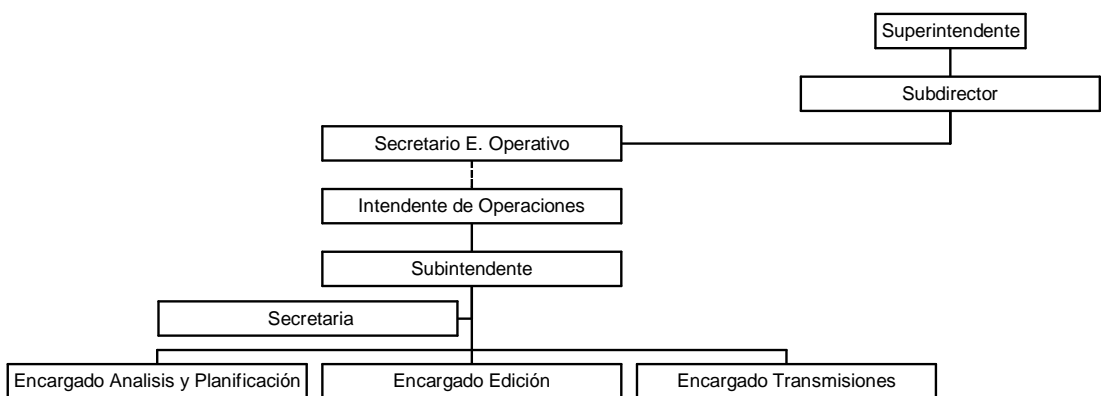 Superintendente
Subdirector
Secretario E. Operativo
Intendente de Operaciones
Subintendente
Secretaria
Encargado Analisis y Planificación
Encargado Edición
Encargado Transmisiones